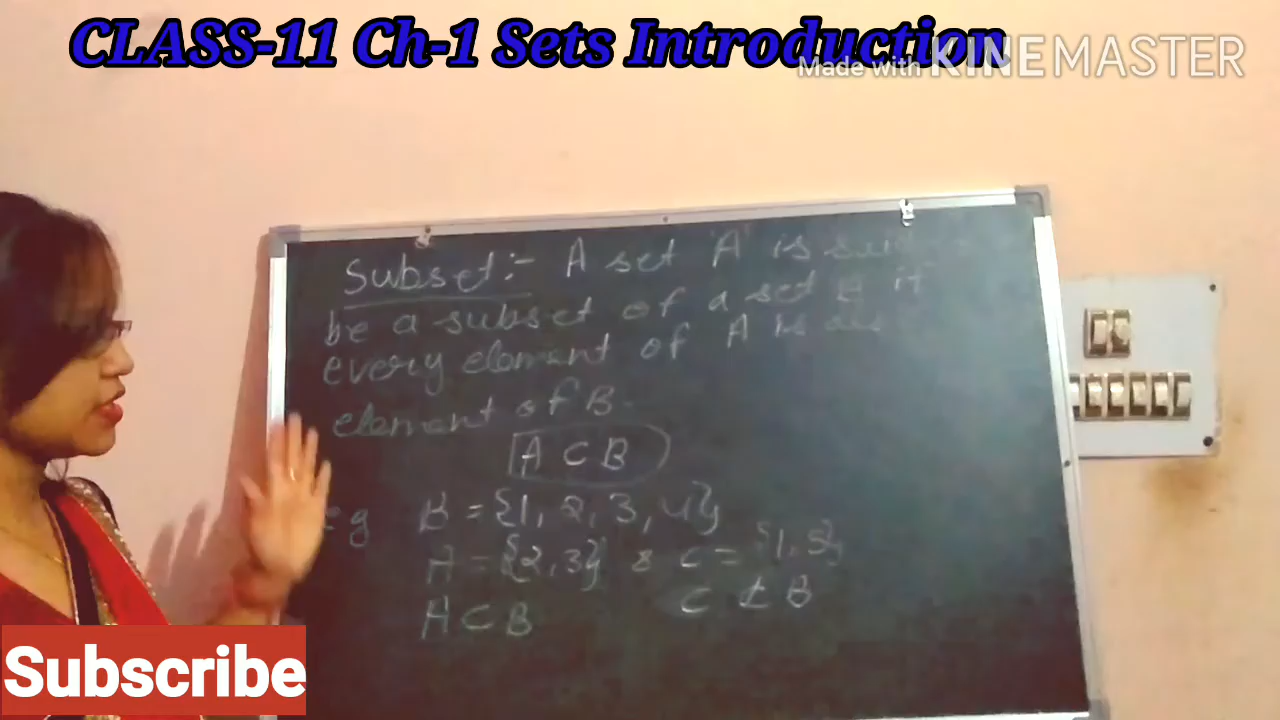 CLASS-11 Ch-1 Sets Introduction
Made with KINEMASTER
Subset:- A set 'A' is said
be a subset of a set B if
every element of A is also
element of B.
A ⊂ B
eg B = {1, 2, 3, 4}
A = {2, 3} & C = {1, 5}
A ⊂ B C ⊄ B
Subscribe